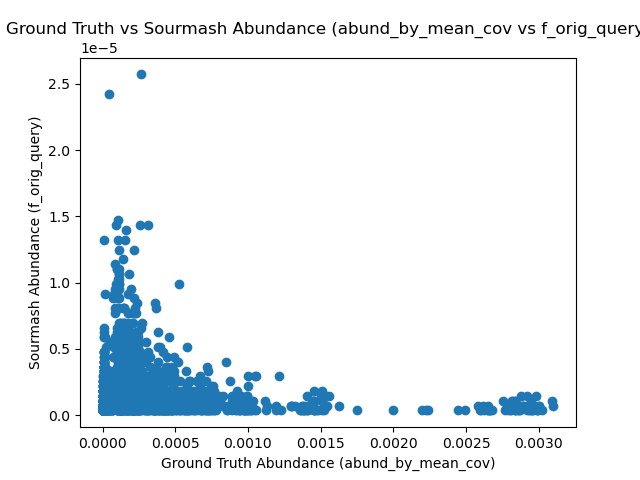 Ground Truth vs Sourmash Abundance (abund_by_mean_cov vs f_orig_query
1e−5
2.5
2.0
1.5
1.0
0.5
0.0
Sourmash Abundance (f_orig_query)
0.0000 0.0005 0.0010 0.0015 0.0020 0.0025 0.0030
Ground Truth Abundance (abund_by_mean_cov)